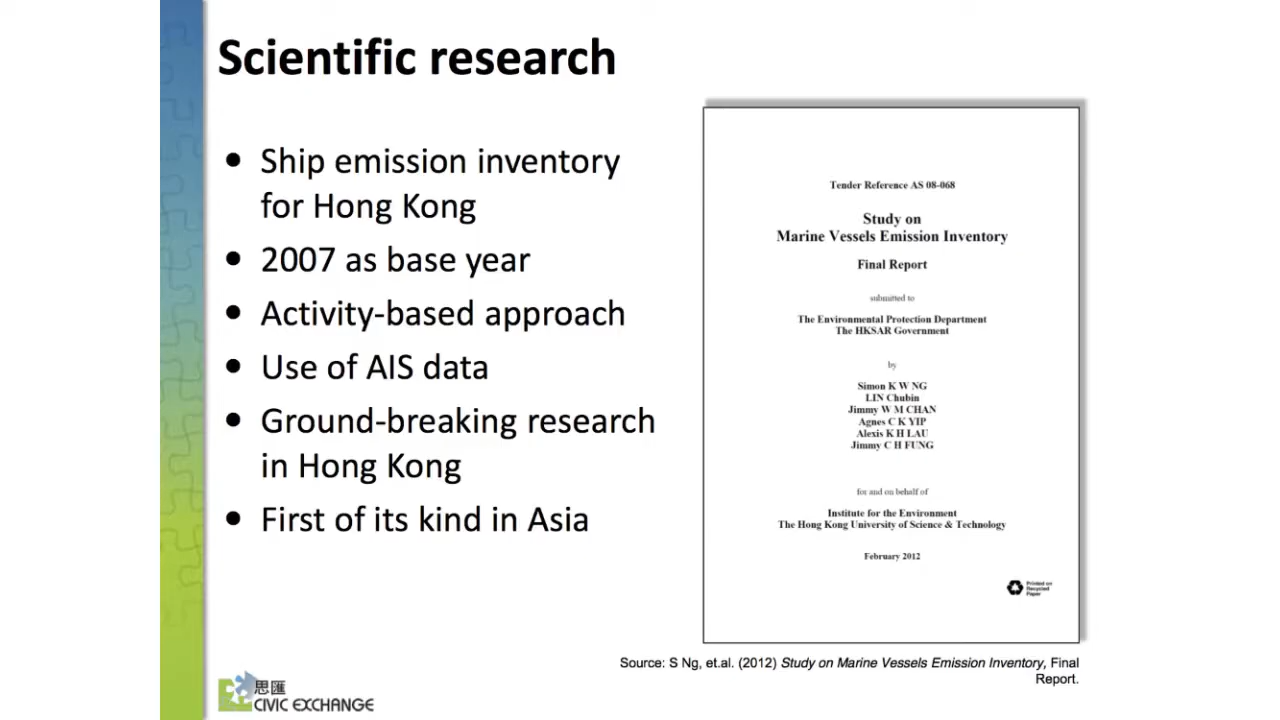 Scientific research
• Ship emission inventory
for Hong Kong
• 2007 as base year
• Activity-based approach
• Use of AIS data
• Ground-breaking research
in Hong Kong
• First of its kind in Asia
Tender Reference AS 08-068
Study on
Marine Vessels Emission Inventory
Final Report
submitted to
The Environmental Protection Department
The HKSAR Government
by
Simon K W NG
LIN Chubin
Jimmy W M CHAN
Agnes C K YIP
Alexis K H LAU
Jimmy C H FUNG
for and on behalf of
Institute for the Environment
The Hong Kong University of Science & Technology
February 2012
Printed on
Recycled
Paper
Source: S Ng, et.al. (2012) Study on Marine Vessels Emission Inventory, Final
Report.
思匯
CIVIC EXCHANGE